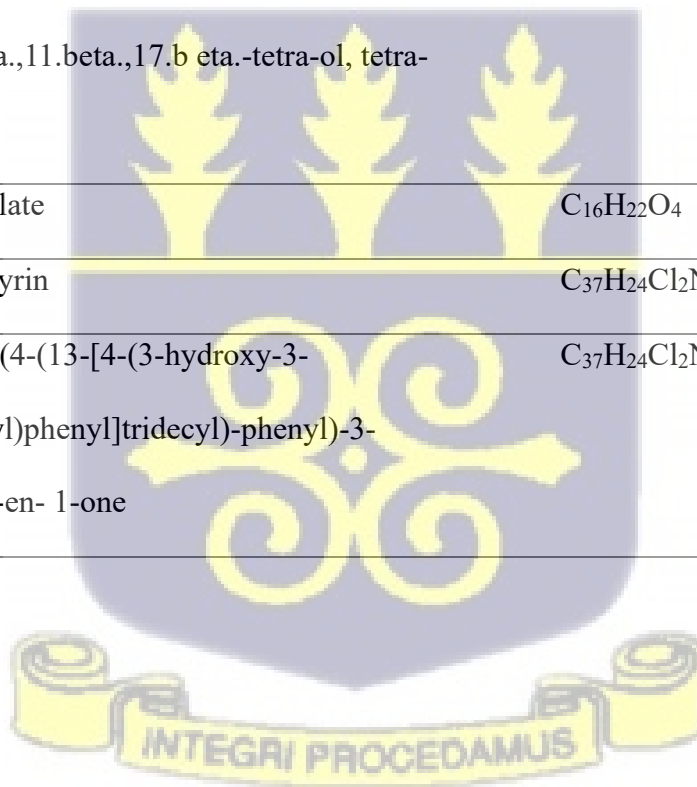 a.,11.beta.,17.b eta.-tetra-ol, tetra-
late C₁₆H₂₂O₄
yrin C₃₇H₂₄Cl₂N
(4-(13-[4-(3-hydroxy-3- C₃₇H₂₄Cl₂N
yl)phenyl]tridecyl)-phenyl)-3-
-en- 1-one
INTEGRI PROCEDAMUS